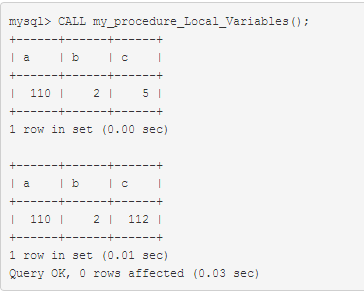 mysql> CALL my_procedure_Local_Variables();
+------+------+------+
| a    | b    | c    |
+------+------+------+
|  110 |    2 |    5 |
+------+------+------+
1 row in set (0.00 sec)
+------+------+------+
| a    | b    | c    |
+------+------+------+
|  110 |    2 |  112 |
+------+------+------+
1 row in set (0.01 sec)
Query OK, 0 rows affected (0.03 sec)